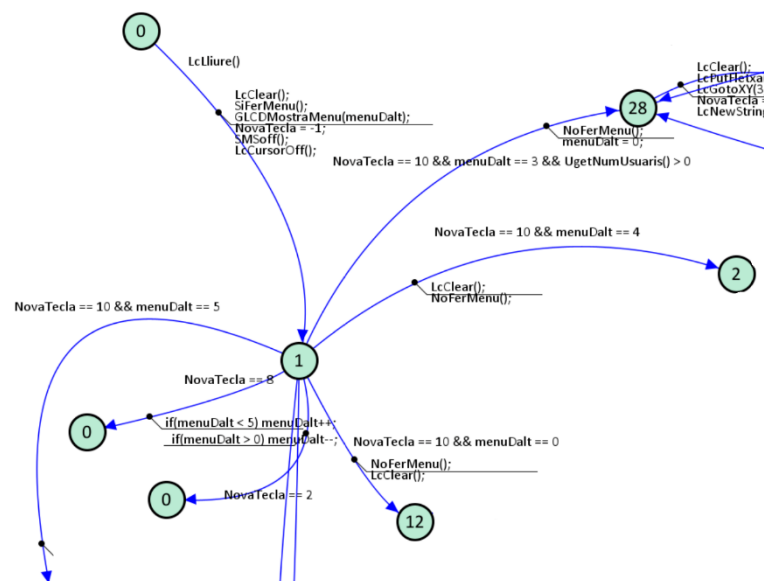 0
LcLliure()
LcClear();
SiFerMenu();
GLCDMostraMenu(menuDalt);
NovaTecla = -1;
SMSoff();
LcCursorOff();
LcClear();
LcPutFletxa
LcGotoXY(3
NovaTecla =
LcNewString
28
NoFerMenu();
menuDalt = 0;
NovaTecla == 10 && menuDalt == 3 && UgetNumUsuaris() > 0
NovaTecla == 10 && menuDalt == 4
2
LcClear();
NoFerMenu();
NovaTecla == 10 && menuDalt == 5
1
NovaTecla == 8
if(menuDalt < 5) menuDalt++;
0
if(menuDalt > 0) menuDalt--;
NovaTecla == 10 && menuDalt == 0
NoFerMenu();
LcClear();
0
NovaTecla == 2
12